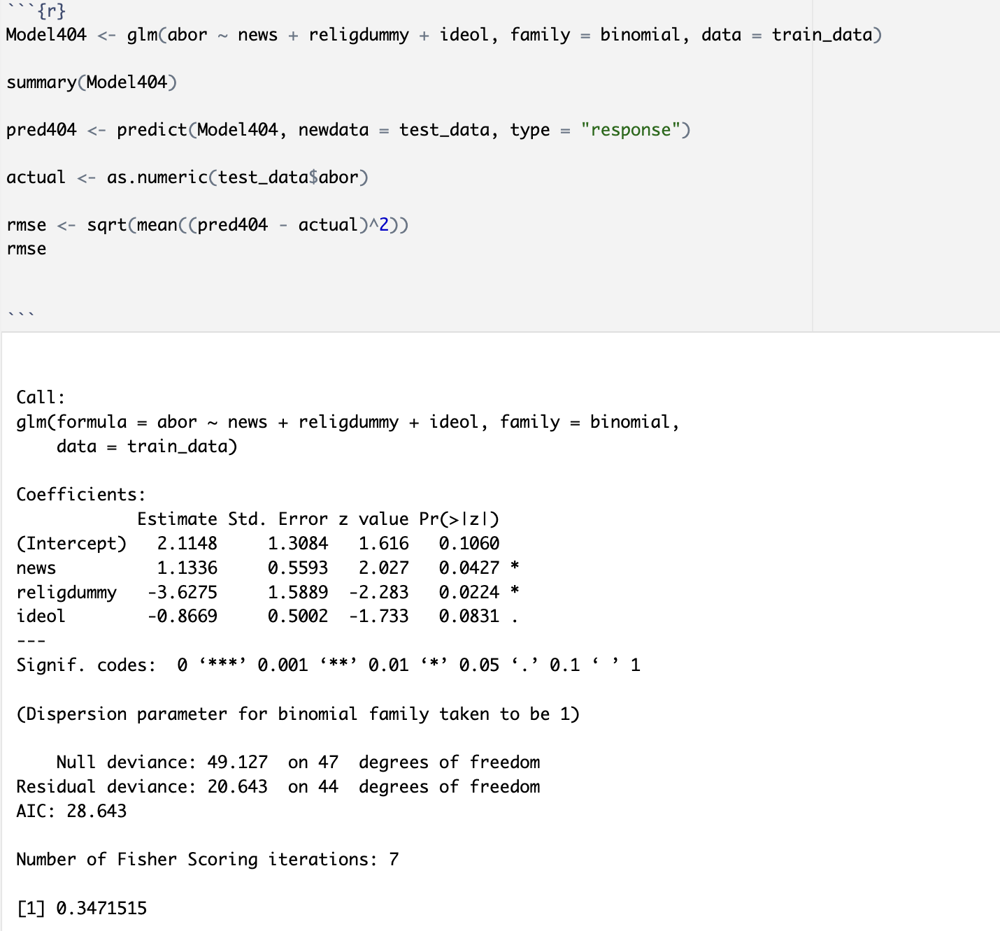 ```{r}
Model404 <- glm(abor ~ news + religdummy + ideol, family = binomial, data = train_data)
summary(Model404)
pred404 <- predict(Model404, newdata = test_data, type = "response")
actual <- as.numeric(test_data$abor)
rmse <- sqrt(mean((pred404 - actual)^2))
rmse
```
Call:
glm(formula = abor ~ news + religdummy + ideol, family = binomial,
    data = train_data)
Coefficients:
            Estimate Std. Error z value Pr(>|z|)
(Intercept)   2.1148     1.3084   1.616   0.1060
news          1.1336     0.5593   2.027   0.0427 *
religdummy   -3.6275     1.5889  -2.283   0.0224 *
ideol        -0.8669     0.5002  -1.733   0.0831 .
---
Signif. codes:  0 ‘***’ 0.001 ‘**’ 0.01 ‘*’ 0.05 ‘.’ 0.1 ‘ ’ 1
(Dispersion parameter for binomial family taken to be 1)
    Null deviance: 49.127  on 47  degrees of freedom
Residual deviance: 20.643  on 44  degrees of freedom
AIC: 28.643
Number of Fisher Scoring iterations: 7
[1] 0.3471515